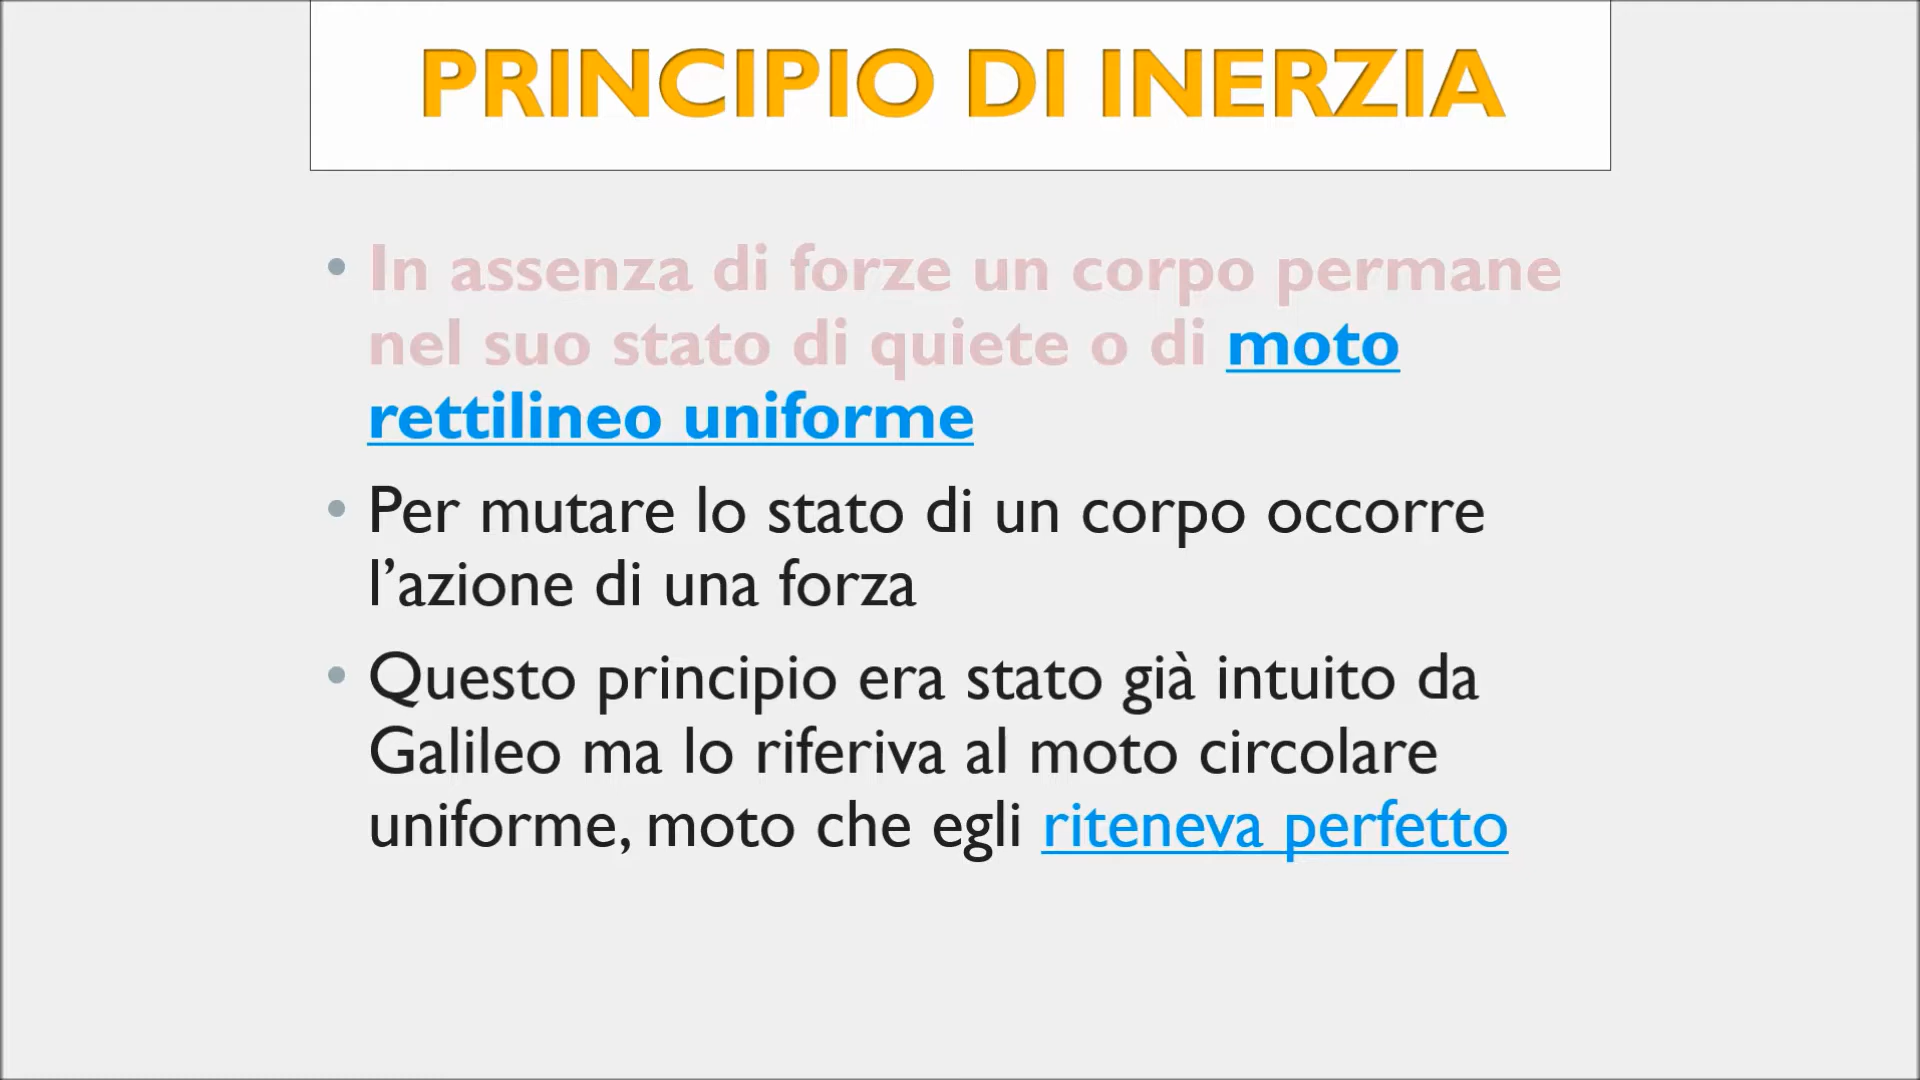 PRINCIPIO DI INERZIA
• In assenza di forze un corpo permane
nel suo stato di quiete o di moto
rettilineo uniforme
• Per mutare lo stato di un corpo occorre
l’azione di una forza
• Questo principio era stato già intuito da
Galileo ma lo riferiva al moto circolare
uniforme, moto che egli riteneva perfetto